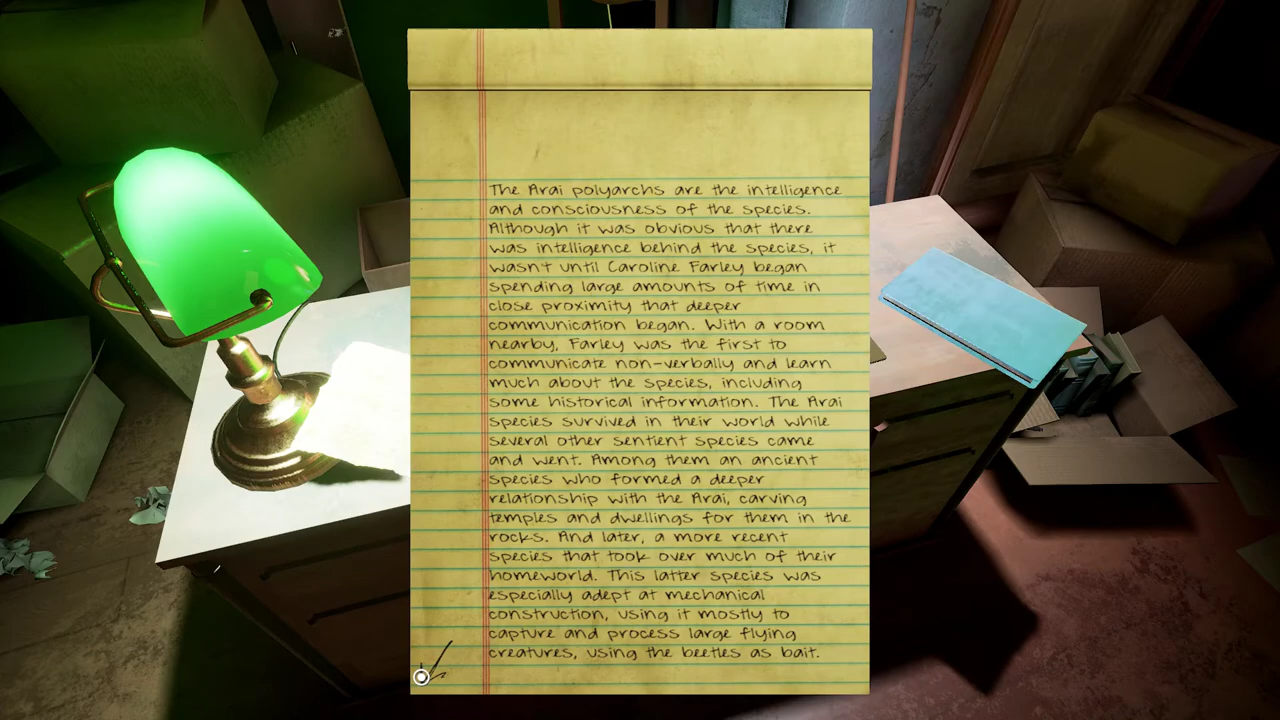 The Arai polyarchs are the intelligence
and consciousness of the species.
Although it was obvious that there
was intelligence behind the species, it
wasn't until Caroline Farley began
spending large amounts of time in
close proximity that deeper
communication began. With a room
nearby, Farley was the first to
communicate non-verbally and learn
much about the species, including
some historical information. The Arai
species survived in their world while
several other sentient species came
and went. Among them an ancient
species who formed a deeper
relationship with the Arai, carving
temples and dwellings for them in the
rocks. And later, a more recent
species that took over much of their
homeworld. This latter species was
especially adept at mechanical
construction, using it mostly to
capture and process large flying
creatures, using the beetles as bait.